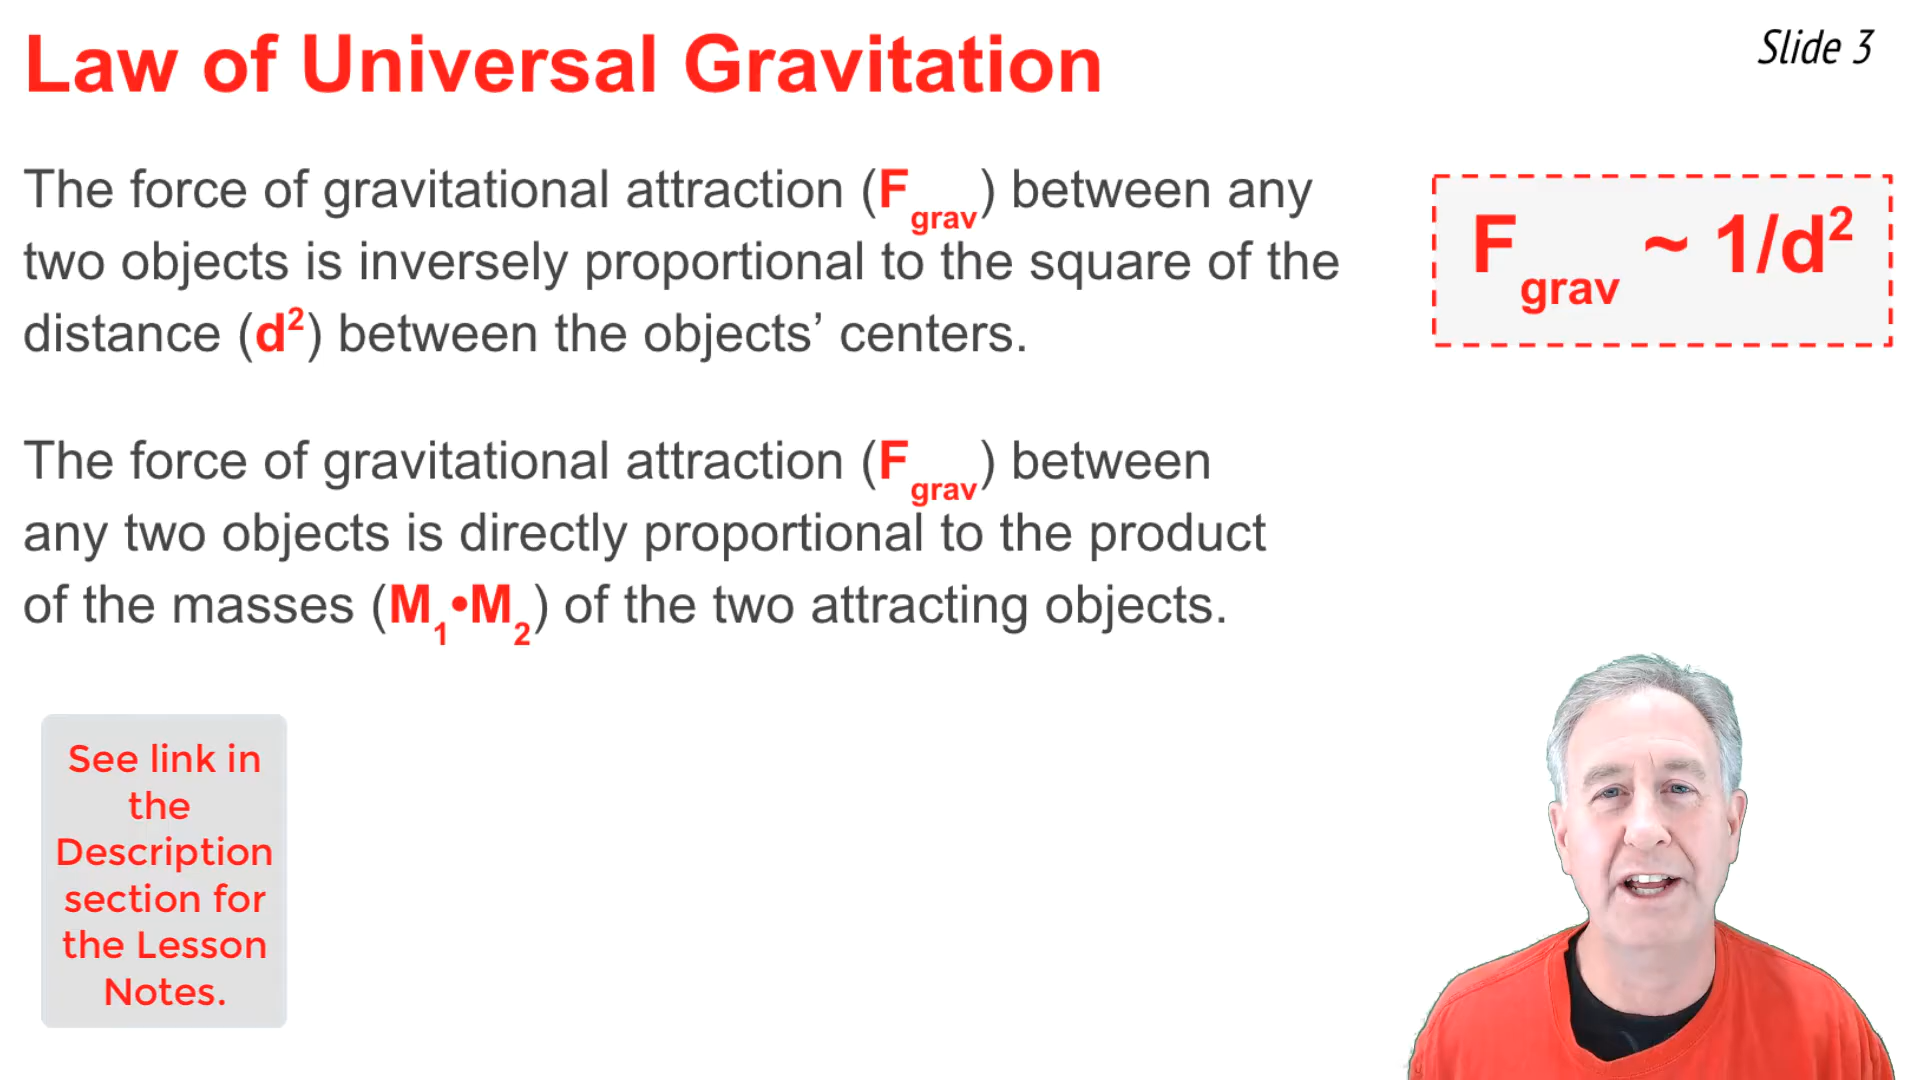 Law of Universal Gravitation
Slide 3
The force of gravitational attraction (F_grav) between any
two objects is inversely proportional to the square of the
distance (d²) between the objects’ centers.
F_grav ~ 1/d²
The force of gravitational attraction (F_grav) between
any two objects is directly proportional to the product
of the masses (M₁•M₂) of the two attracting objects.
See link in
the
Description
section for
the Lesson
Notes.